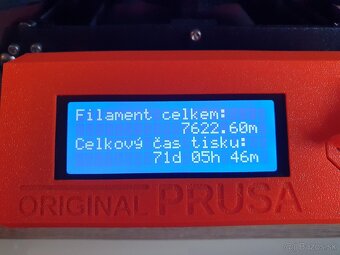 Filament celkem:
7622.60m
Celkový čas tisku:
71d 05h 46m
ORIGINAL PRUSA